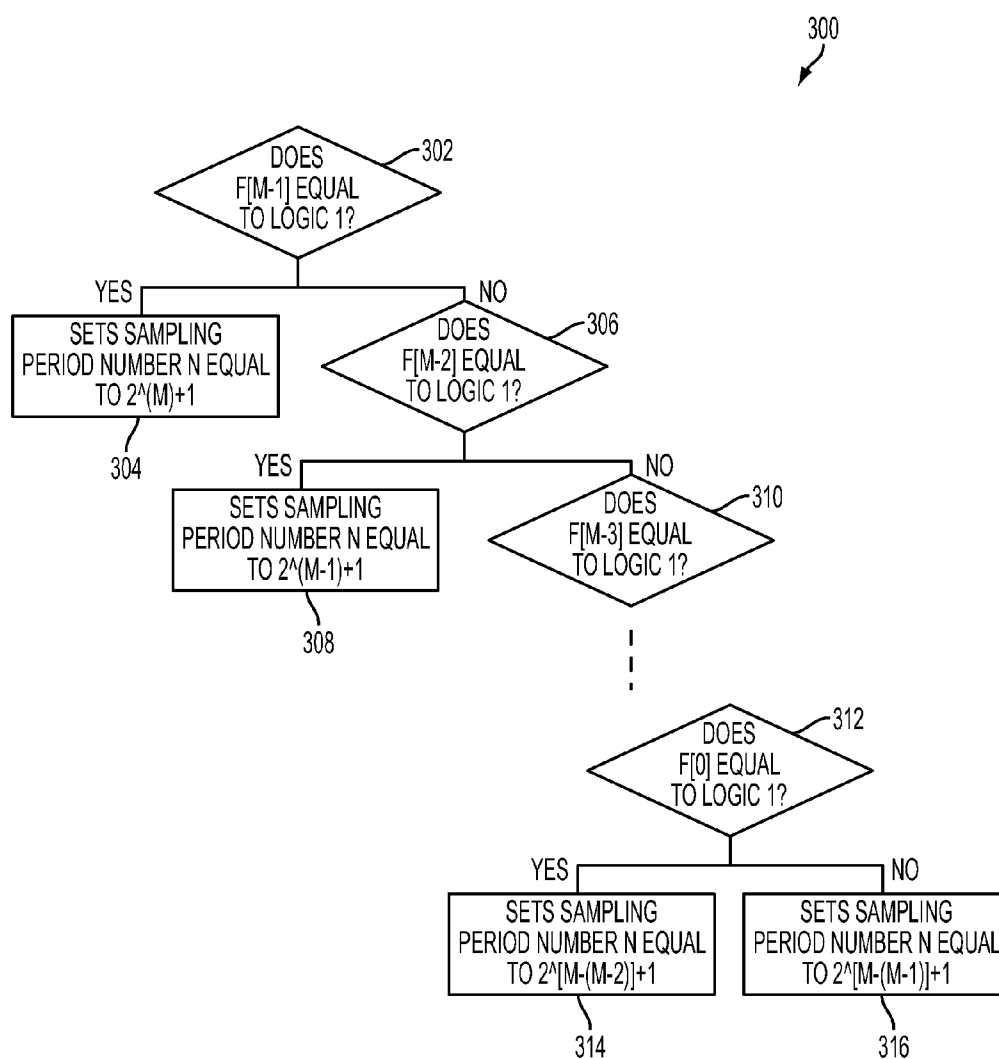 300
302
DOES
F[M-1] EQUAL
TO LOGIC 1?
YES
NO
SETS SAMPLING
PERIOD NUMBER N EQUAL
TO 2^(M)+1
304
306
DOES
F[M-2] EQUAL
TO LOGIC 1?
YES
NO
SETS SAMPLING
PERIOD NUMBER N EQUAL
TO 2^(M-1)+1
308
310
DOES
F[M-3] EQUAL
TO LOGIC 1?
312
DOES
F[0] EQUAL
TO LOGIC 1?
YES
NO
SETS SAMPLING
PERIOD NUMBER N EQUAL
TO 2^[M-(M-2)]+1
314
SETS SAMPLING
PERIOD NUMBER N EQUAL
TO 2^[M-(M-1)]+1
316